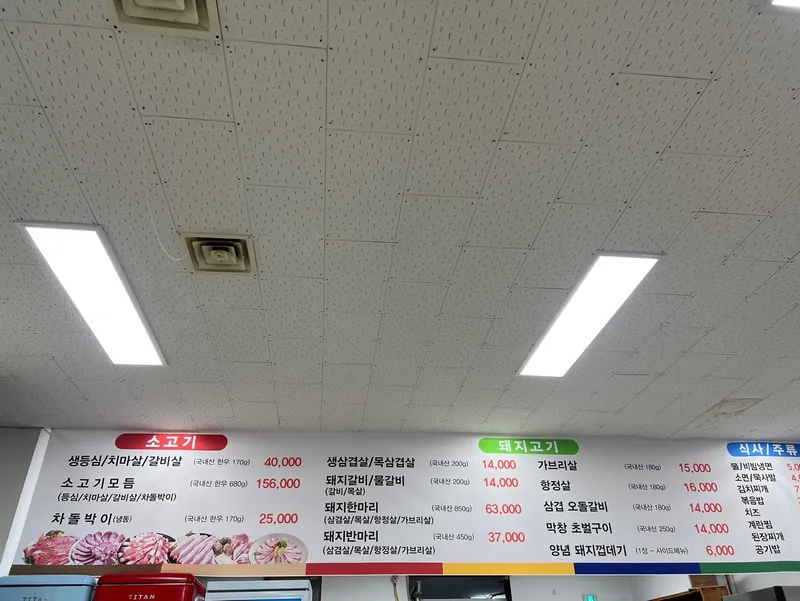 소고기
생등심/치마살/갈비살 (국내산 한우 170g) 40,000
소고기모듬 (국내산 한우 680g) 156,000
(등심/치마살/갈비살/차돌박이)
차돌박이(냉동) (국내산 한우 170g) 25,000
돼지고기
생삼겹살/목삼겹살 (국내산 200g) 14,000
돼지갈비/물갈비 (국내산 200g) 14,000
(갈비/목살)
돼지한마리 (국내산 850g) 63,000
(삼겹살/목살/항정살/가브리살)
돼지반마리 (국내산 450g) 37,000
(삼겹살/목살/항정살/가브리살)
가브리살 (국내산 180g) 15,000
항정살 (국내산 180g) 16,000
삼겹 오돌갈비 (국내산 180g) 14,000
막창 초벌구이 (국내산 250g) 14,000
양념 돼지껍데기 (1장 - 사이드메뉴) 6,000
식사/주류
물/비빔냉면
소면/묵사발
김치찌개
볶음밥
치즈
계란찜
된장찌개
공기밥
TITAN
TITAN